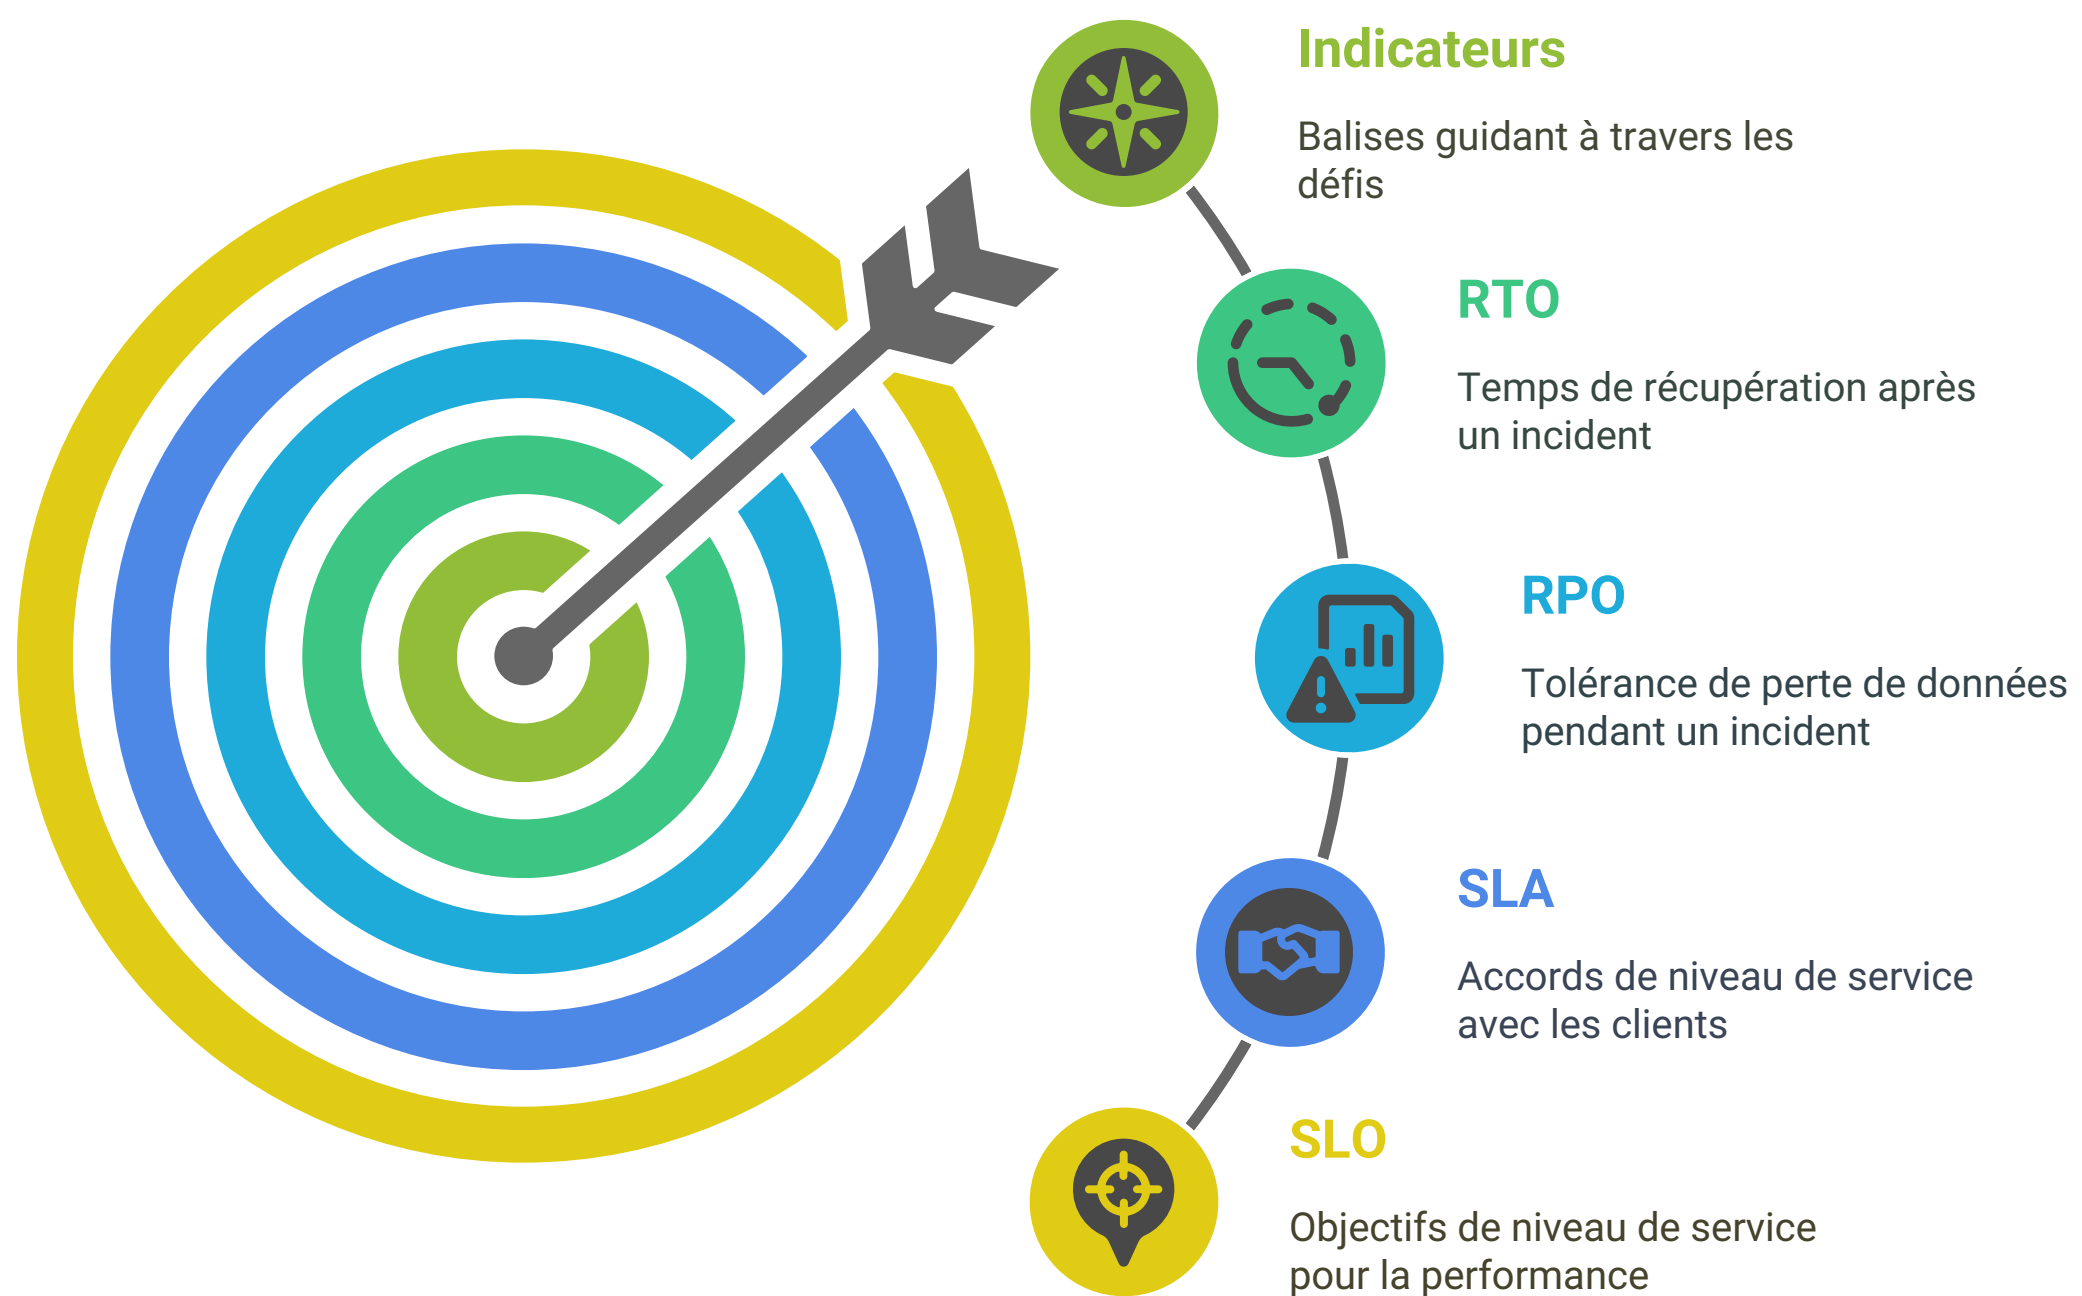 Indicateurs
Balises guidant à travers les
défis
RTO
Temps de récupération après
un incident
RPO
Tolérance de perte de données
pendant un incident
SLA
Accords de niveau de service
avec les clients
SLO
Objectifs de niveau de service
pour la performance